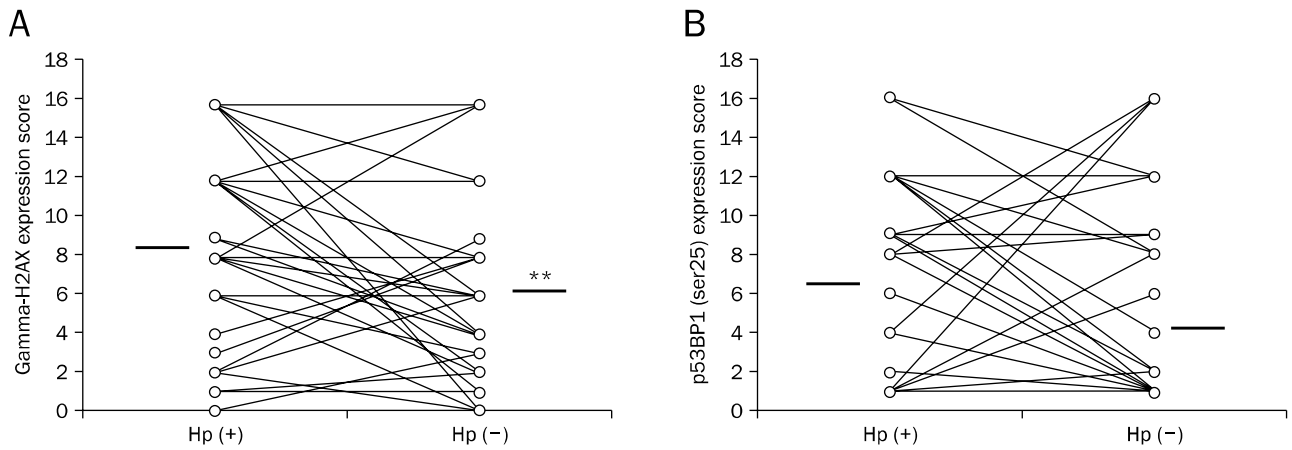 A
Gamma-H2AX expression score
18
16
14
12
10
8
6
4
2
0
**
Hp (+)
Hp (−)
B
p53BP1 (ser25) expression score
18
16
14
12
10
8
6
4
2
0
Hp (+)
Hp (−)